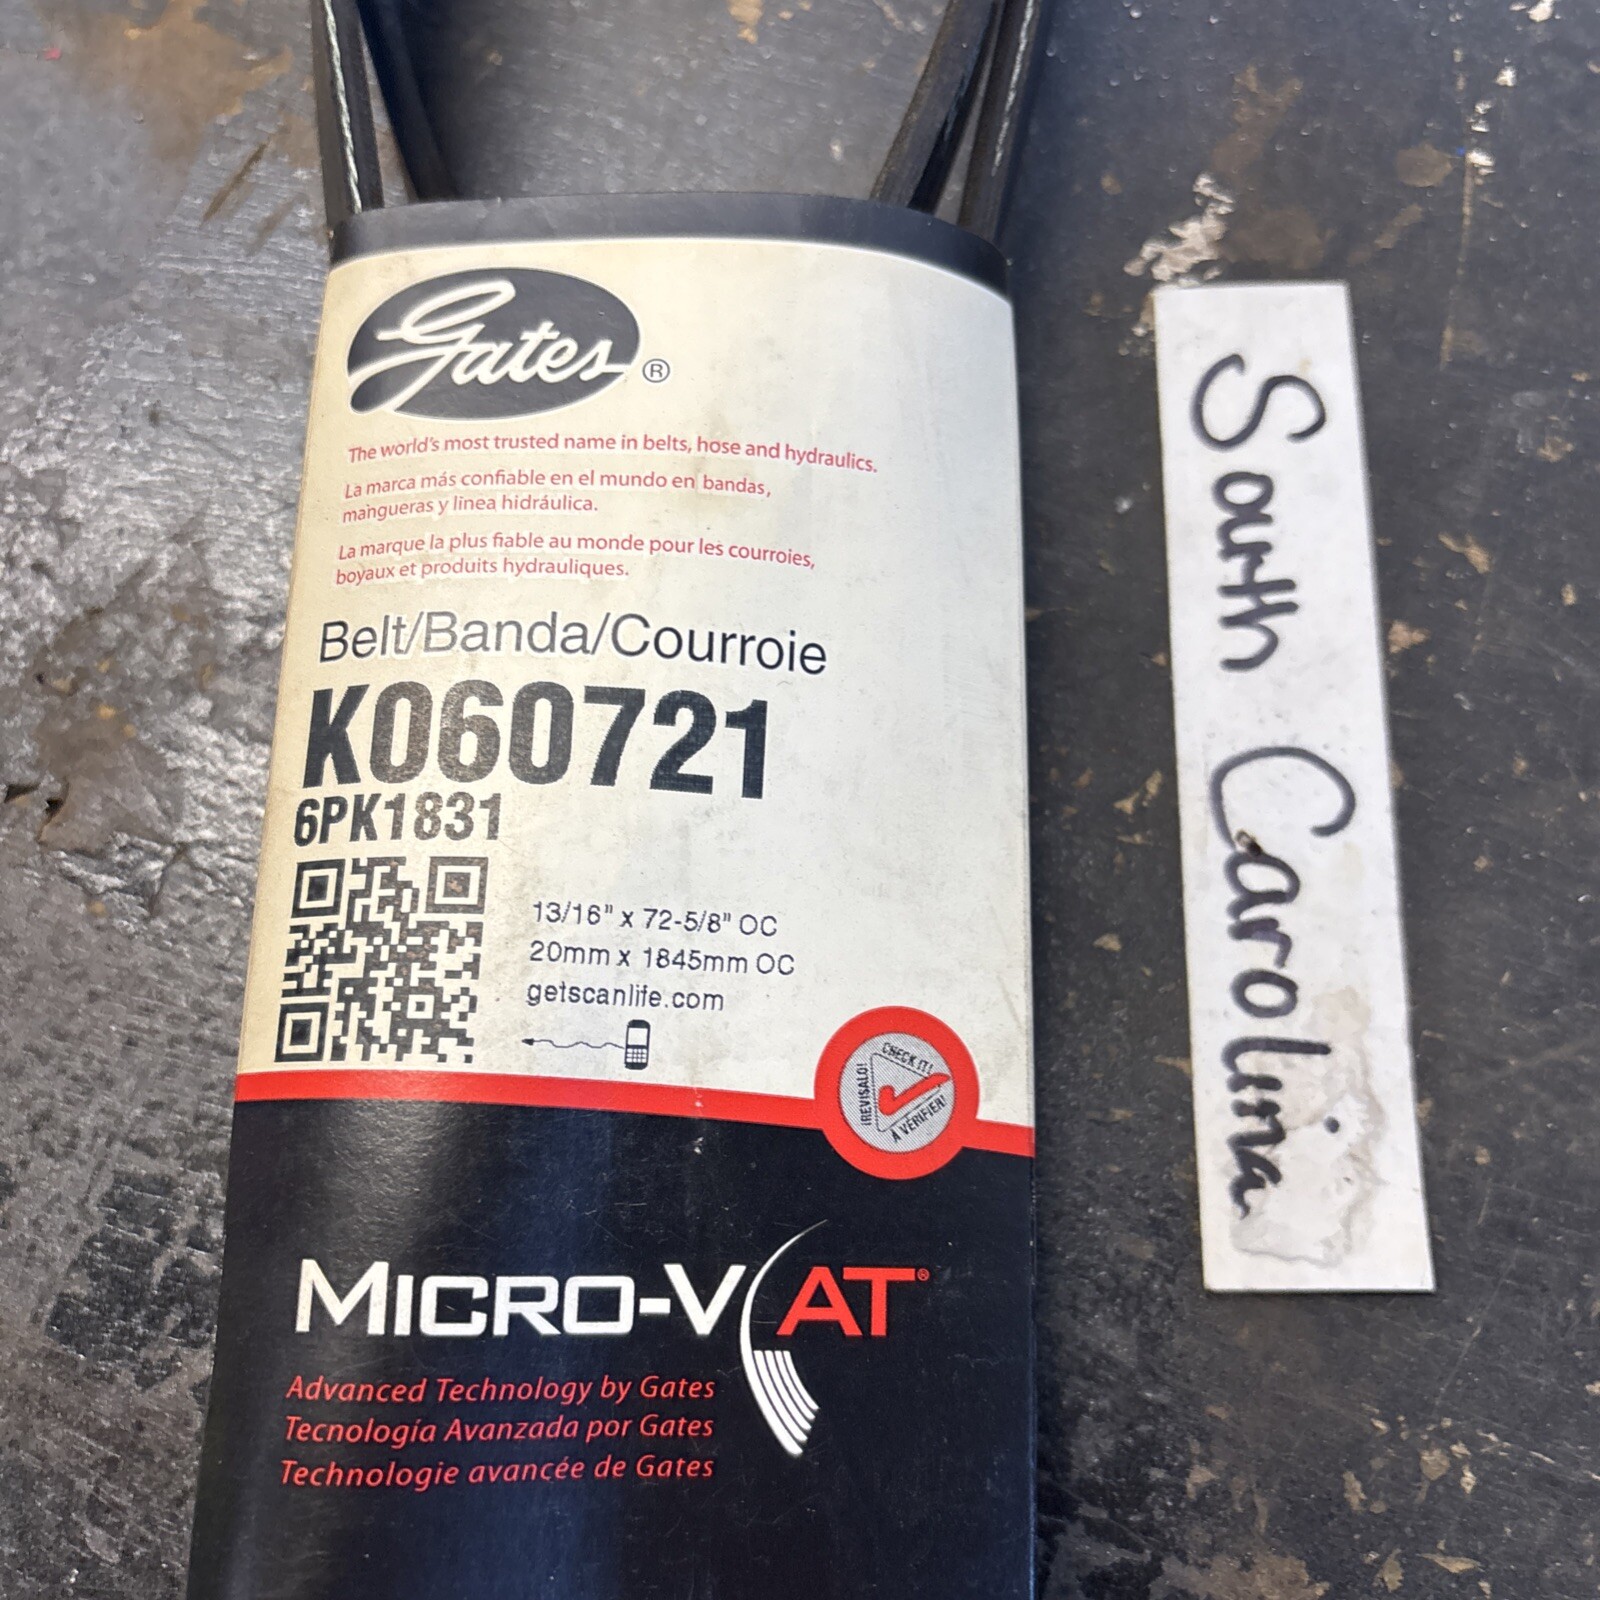 Gates®
The world's most trusted name in belts, hose and hydraulics.
La marca más confiable en el mundo en bandas,
mangueras y linea hidráulica.
La marque la plus fiable au monde pour les courroies,
boyaux et produits hydrauliques.
Belt/Banda/Courroie
K060721
6PK1831
13/16" x 72-5/8" OC
20mm x 1845mm OC
getscanlife.com
CHECK IT!
¡REVISALO!
À VÉRIFIER!
MICRO-V AT®
Advanced Technology by Gates
Tecnología Avanzada por Gates
Technologie avancée de Gates
South Carolina